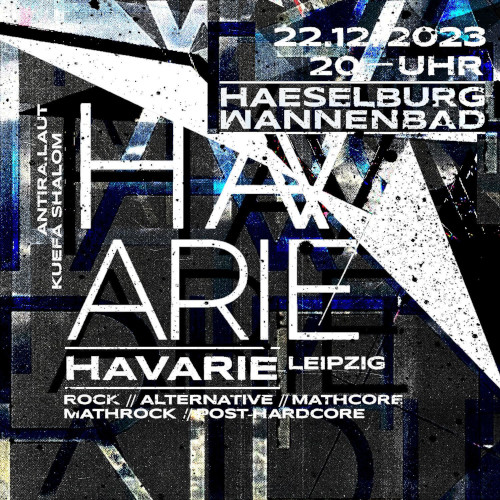 22.12.2023
20—UHR
HAESELBURG
WANNENBAD
ANTIRA.LAUT
KUEFA SHALOM
HAV
ARIE
HAVARIE LEIPZIG
ROCK // ALTERNATIVE // MATHCORE
MATHROCK // POST-HARDCORE